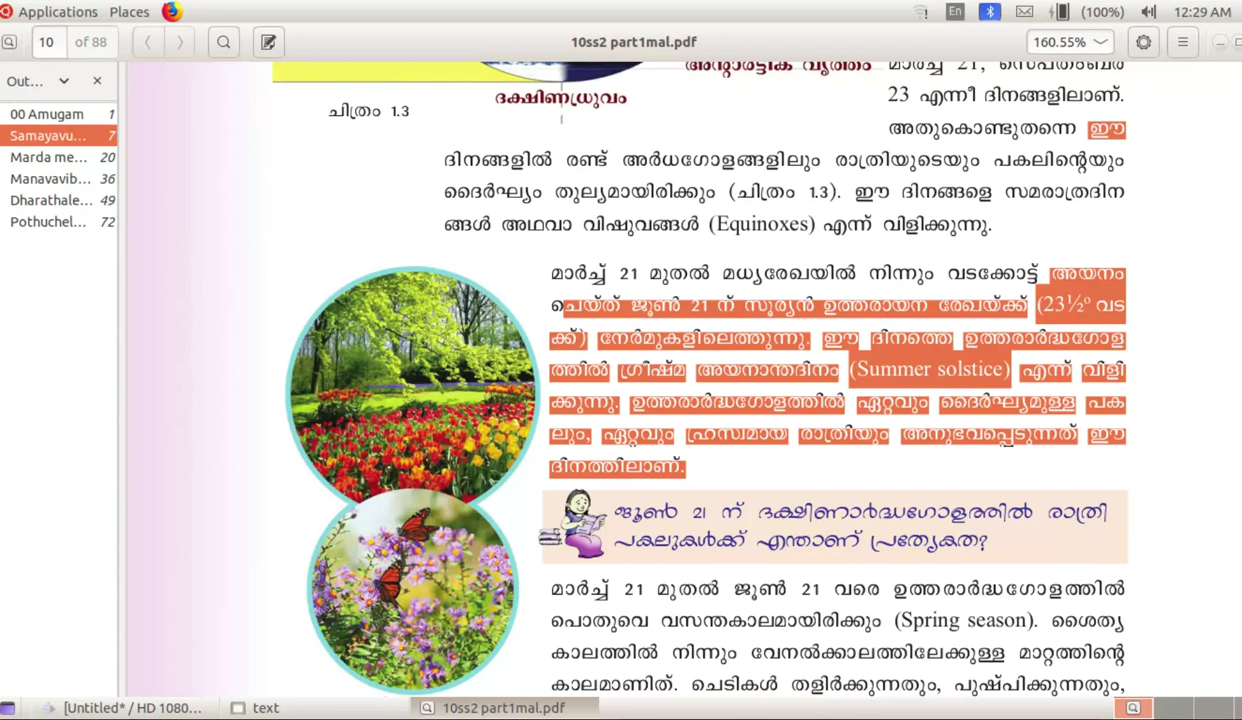 Applications Places En (100%) 12:29 AM
10 of 88 10ss2 part1mal.pdf 160.55%
Out...
00 Amugam 1
Samayavu... 7
Marda me... 20
Manavavib... 36
Dharathale... 49
Pothuchel... 72
ദക്ഷിണധ്രുവം
ചിത്രം 1.3
അന്റാർട്ടിക് വൃത്തം
മാർച്ച് 21, സെപ്തംബർ
23 എന്നീ ദിനങ്ങളിലാണ്.
അതുകൊണ്ടുതന്നെ ഈ
ദിനങ്ങളിൽ രണ്ട് അർധഗോളങ്ങളിലും രാത്രിയുടെയും പകലിന്റെയും
ദൈർഘ്യം തുല്യമായിരിക്കും (ചിത്രം 1.3). ഈ ദിനങ്ങളെ സമരാത്രദിന
ങ്ങൾ അഥവാ വിഷുവങ്ങൾ (Equinoxes) എന്ന് വിളിക്കുന്നു.
മാർച്ച് 21 മുതൽ മധ്യരേഖയിൽ നിന്നും വടക്കോട്ട് അയനം
ചെയ്ത് ജൂൺ 21 ന് സൂര്യൻ ഉത്തരായന രേഖയ്ക്ക് (23½° വട
ക്ക്) നേർമുകളിലെത്തുന്നു. ഈ ദിനത്തെ ഉത്തരാർദ്ധഗോള
ത്തിൽ ഗ്രീഷ്മ അയനാന്തദിനം (Summer solstice) എന്ന് വിളി
ക്കുന്നു. ഉത്തരാർദ്ധഗോളത്തിൽ ഏറ്റവും ദൈർഘ്യമുള്ള പക
ലും, ഏറ്റവും ഹ്രസ്വമായ രാത്രിയും അനുഭവപ്പെടുന്നത് ഈ
ദിനത്തിലാണ്.
ജൂൺ 21 ന് ദക്ഷിണാർദ്ധഗോളത്തിൽ രാത്രി
പകലുകൾക്ക് എന്താണ് പ്രത്യേകത?
മാർച്ച് 21 മുതൽ ജൂൺ 21 വരെ ഉത്തരാർദ്ധഗോളത്തിൽ
പൊതുവെ വസന്തകാലമായിരിക്കും (Spring season). ശൈത്യ
കാലത്തിൽ നിന്നും വേനൽക്കാലത്തിലേക്കുള്ള മാറ്റത്തിന്റെ
കാലമാണിത്. ചെടികൾ തളിർക്കുന്നതും, പുഷ്പിക്കുന്നതും,
[Untitled* / HD 1080... text 10ss2 part1mal.pdf